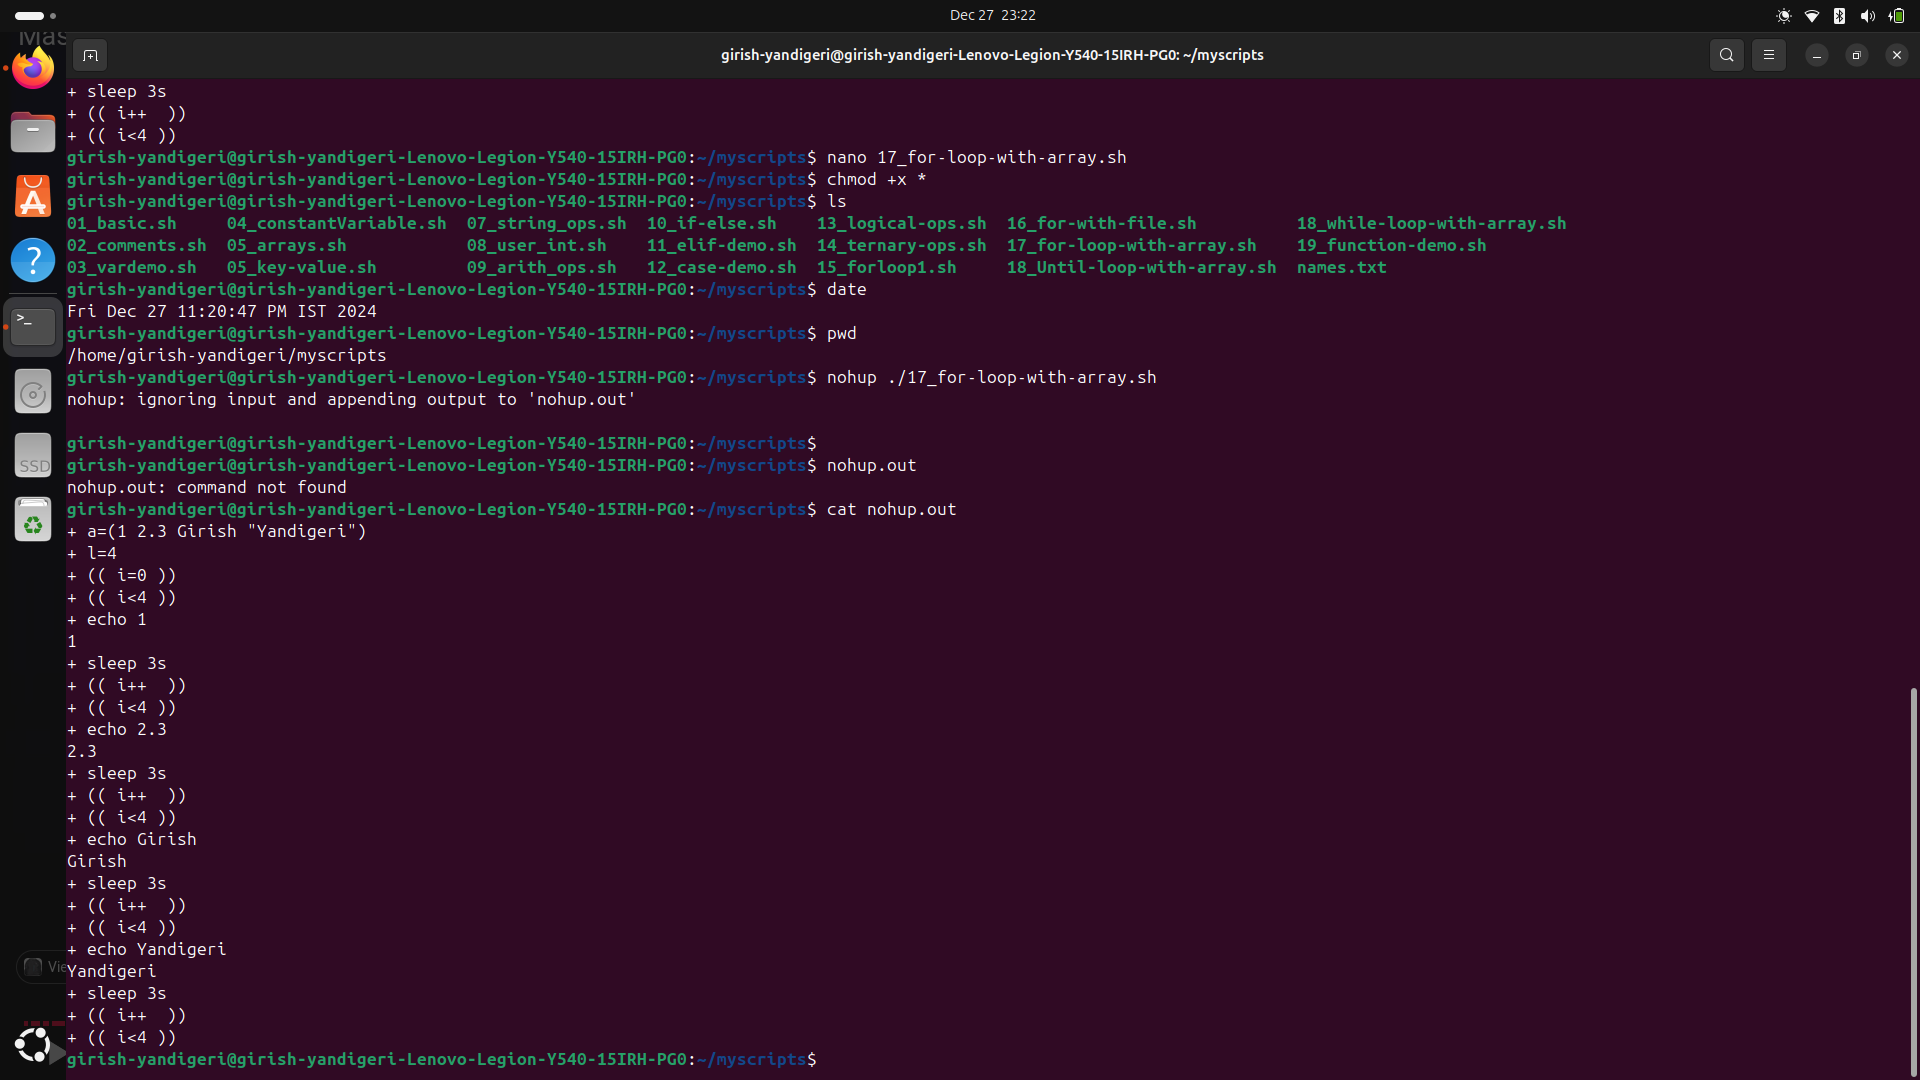 Dec 27 23:22
Mas
girish-yandigeri@girish-yandigeri-Lenovo-Legion-Y540-15IRH-PG0: ~/myscripts
+ sleep 3s
+ (( i++  ))
+ (( i<4 ))
girish-yandigeri@girish-yandigeri-Lenovo-Legion-Y540-15IRH-PG0:~/myscripts$ nano 17_for-loop-with-array.sh
girish-yandigeri@girish-yandigeri-Lenovo-Legion-Y540-15IRH-PG0:~/myscripts$ chmod +x *
girish-yandigeri@girish-yandigeri-Lenovo-Legion-Y540-15IRH-PG0:~/myscripts$ ls
01_basic.sh     04_constantVariable.sh  07_string_ops.sh  10_if-else.sh    13_logical-ops.sh  16_for-with-file.sh          18_while-loop-with-array.sh
02_comments.sh  05_arrays.sh            08_user_int.sh    11_elif-demo.sh  14_ternary-ops.sh  17_for-loop-with-array.sh    19_function-demo.sh
03_vardemo.sh   05_key-value.sh         09_arith_ops.sh   12_case-demo.sh  15_forloop1.sh     18_Until-loop-with-array.sh  names.txt
girish-yandigeri@girish-yandigeri-Lenovo-Legion-Y540-15IRH-PG0:~/myscripts$ date
Fri Dec 27 11:20:47 PM IST 2024
girish-yandigeri@girish-yandigeri-Lenovo-Legion-Y540-15IRH-PG0:~/myscripts$ pwd
/home/girish-yandigeri/myscripts
girish-yandigeri@girish-yandigeri-Lenovo-Legion-Y540-15IRH-PG0:~/myscripts$ nohup ./17_for-loop-with-array.sh
nohup: ignoring input and appending output to 'nohup.out'
girish-yandigeri@girish-yandigeri-Lenovo-Legion-Y540-15IRH-PG0:~/myscripts$
girish-yandigeri@girish-yandigeri-Lenovo-Legion-Y540-15IRH-PG0:~/myscripts$ nohup.out
nohup.out: command not found
girish-yandigeri@girish-yandigeri-Lenovo-Legion-Y540-15IRH-PG0:~/myscripts$ cat nohup.out
+ a=(1 2.3 Girish "Yandigeri")
+ l=4
+ (( i=0 ))
+ (( i<4 ))
+ echo 1
1
+ sleep 3s
+ (( i++  ))
+ (( i<4 ))
+ echo 2.3
2.3
+ sleep 3s
+ (( i++  ))
+ (( i<4 ))
+ echo Girish
Girish
+ sleep 3s
+ (( i++  ))
+ (( i<4 ))
+ echo Yandigeri
Yandigeri
+ sleep 3s
+ (( i++  ))
+ (( i<4 ))
girish-yandigeri@girish-yandigeri-Lenovo-Legion-Y540-15IRH-PG0:~/myscripts$
SSD
Vie